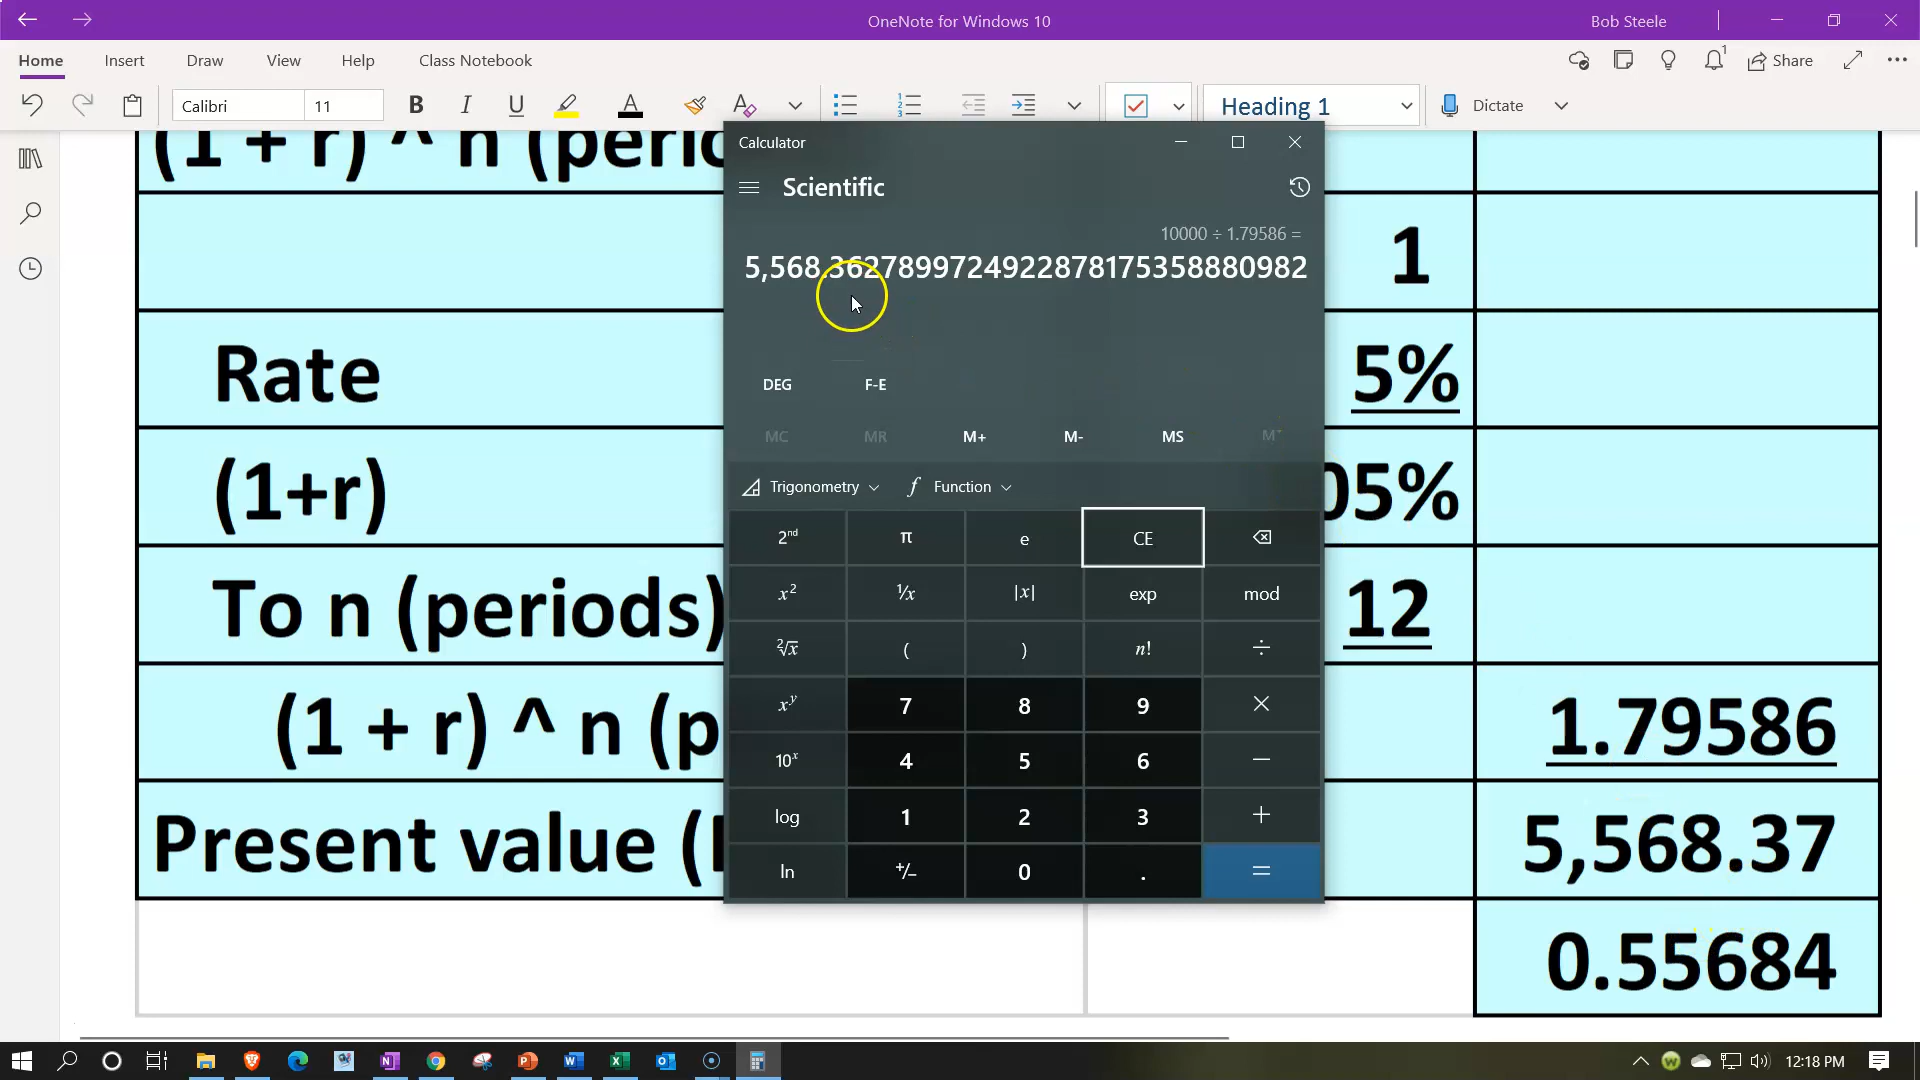 OneNote for Windows 10
Bob Steele
Home Insert Draw View Help Class Notebook
1
Share
Calibri 11 B I U A A Heading 1 Dictate
(1 + r) ^ n (peric
Calculator
Scientific
10000 ÷ 1.79586 =
5,568.362789972492287817535888098​2
DEG F-E
MC MR M+ M- MS M˅
Trigonometry f Function
2nd π e CE
x² ¹/x |x| exp mod
²√x ( ) n! ÷
xʸ 7 8 9 ×
10ˣ 4 5 6 −
log 1 2 3 +
ln +/− 0 . =
1
Rate 5%
(1+r) 05%
To n (periods) 12
(1 + r) ^ n (p 1.79586
Present value ( 5,568.37
0.55684
12:18 PM